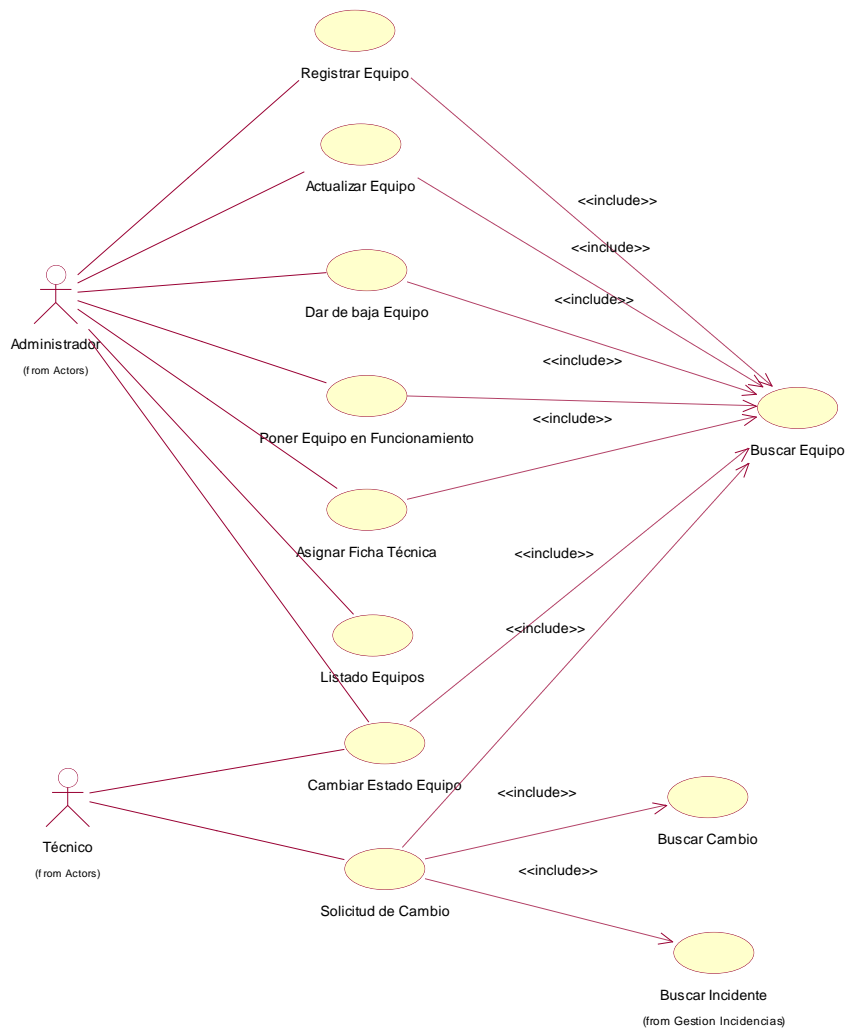 Registrar Equipo
Actualizar Equipo
<<include>>
<<include>>
<<include>>
Dar de baja Equipo
Administrador
(from Actors)
<<include>>
Poner Equipo en Funcionamiento
<<include>>
Buscar Equipo
Asignar Ficha Técnica
<<include>>
<<include>>
Listado Equipos
Cambiar Estado Equipo
<<include>>
Técnico
(from Actors)
Buscar Cambio
<<include>>
Solicitud de Cambio
Buscar Incidente
(from Gestion Incidencias)